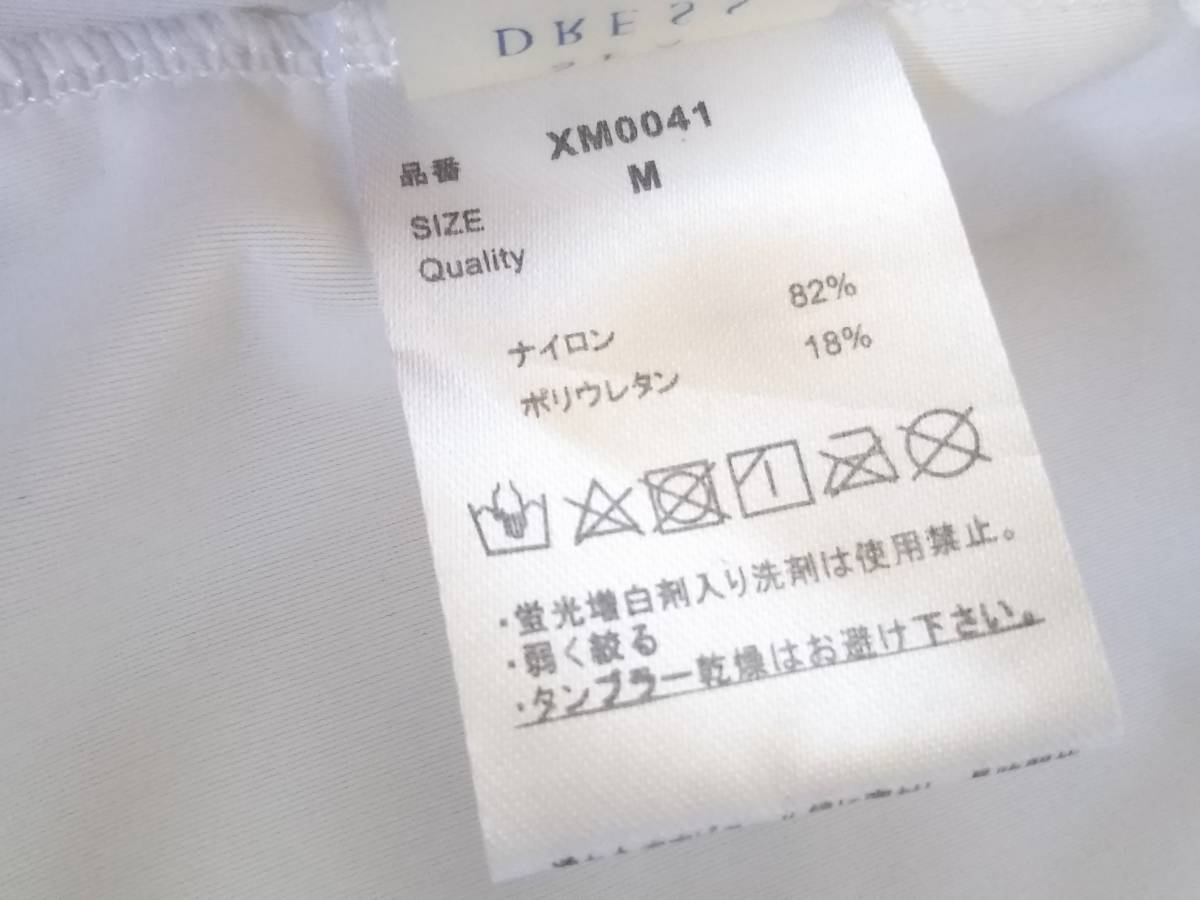 DRESS
品番 XM0041
SIZE M
Quality
ナイロン 82%
ポリウレタン 18%
・蛍光増白剤入り洗剤は使用禁止。
・弱く絞る
・タンブラー乾燥はお避け下さい。